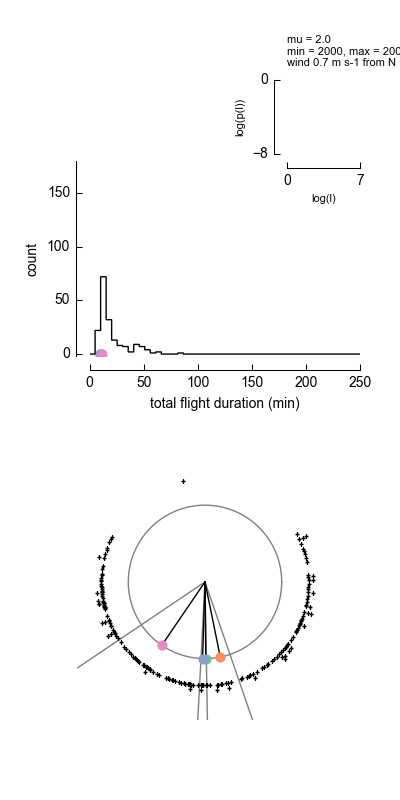 mu = 2.0
min = 2000, max = 200
wind 0.7 m s-1 from N
0
log(p(l))
−8
0 7
log(l)
150
100
count
50
0
0 50 100 150 200 250
total flight duration (min)